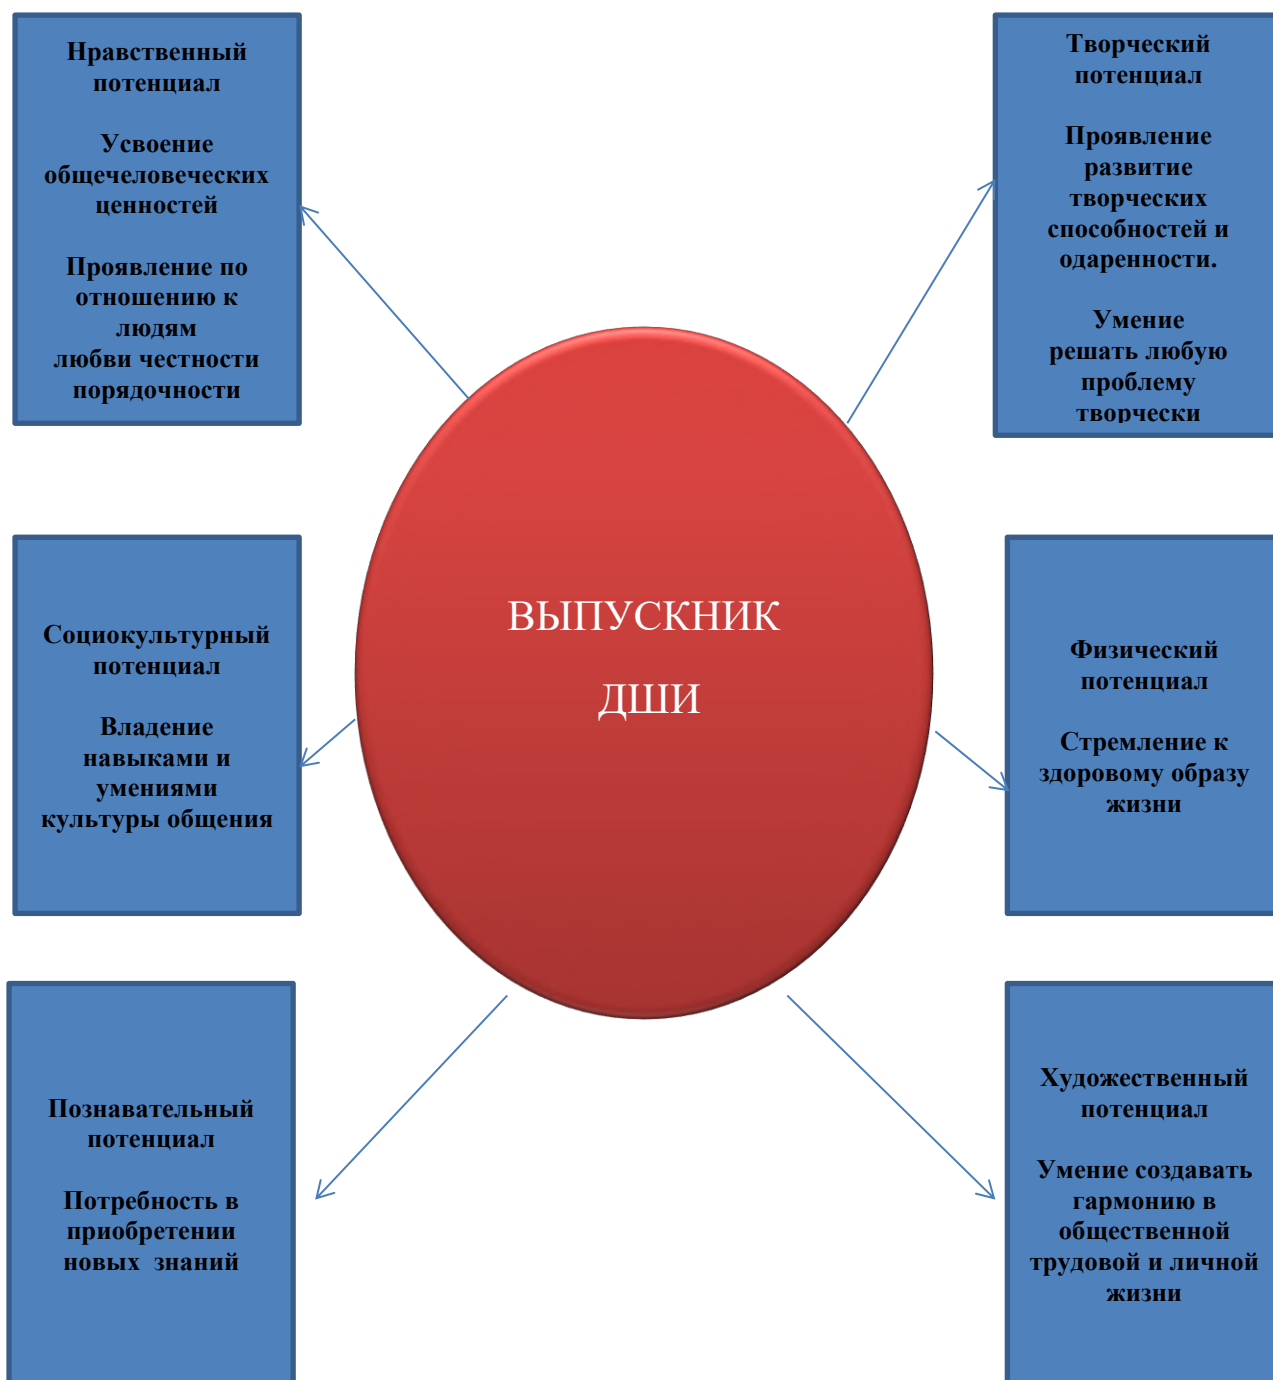 Нравственный
потенциал
Усвоение
общечеловеческих
ценностей
Проявление по
отношению к
людям
любви честности
порядочности
Творческий
потенциал
Проявление
развитие
творческих
способностей и
одаренности.
Умение
решать любую
проблему
творчески
ВЫПУСКНИК
ДШИ
Социокультурный
потенциал
Владение
навыками и
умениями
культуры общения
Физический
потенциал
Стремление к
здоровому образу
жизни
Познавательный
потенциал
Потребность в
приобретении
новых  знаний
Художественный
потенциал
Умение создавать
гармонию в
общественной
трудовой и личной
жизни